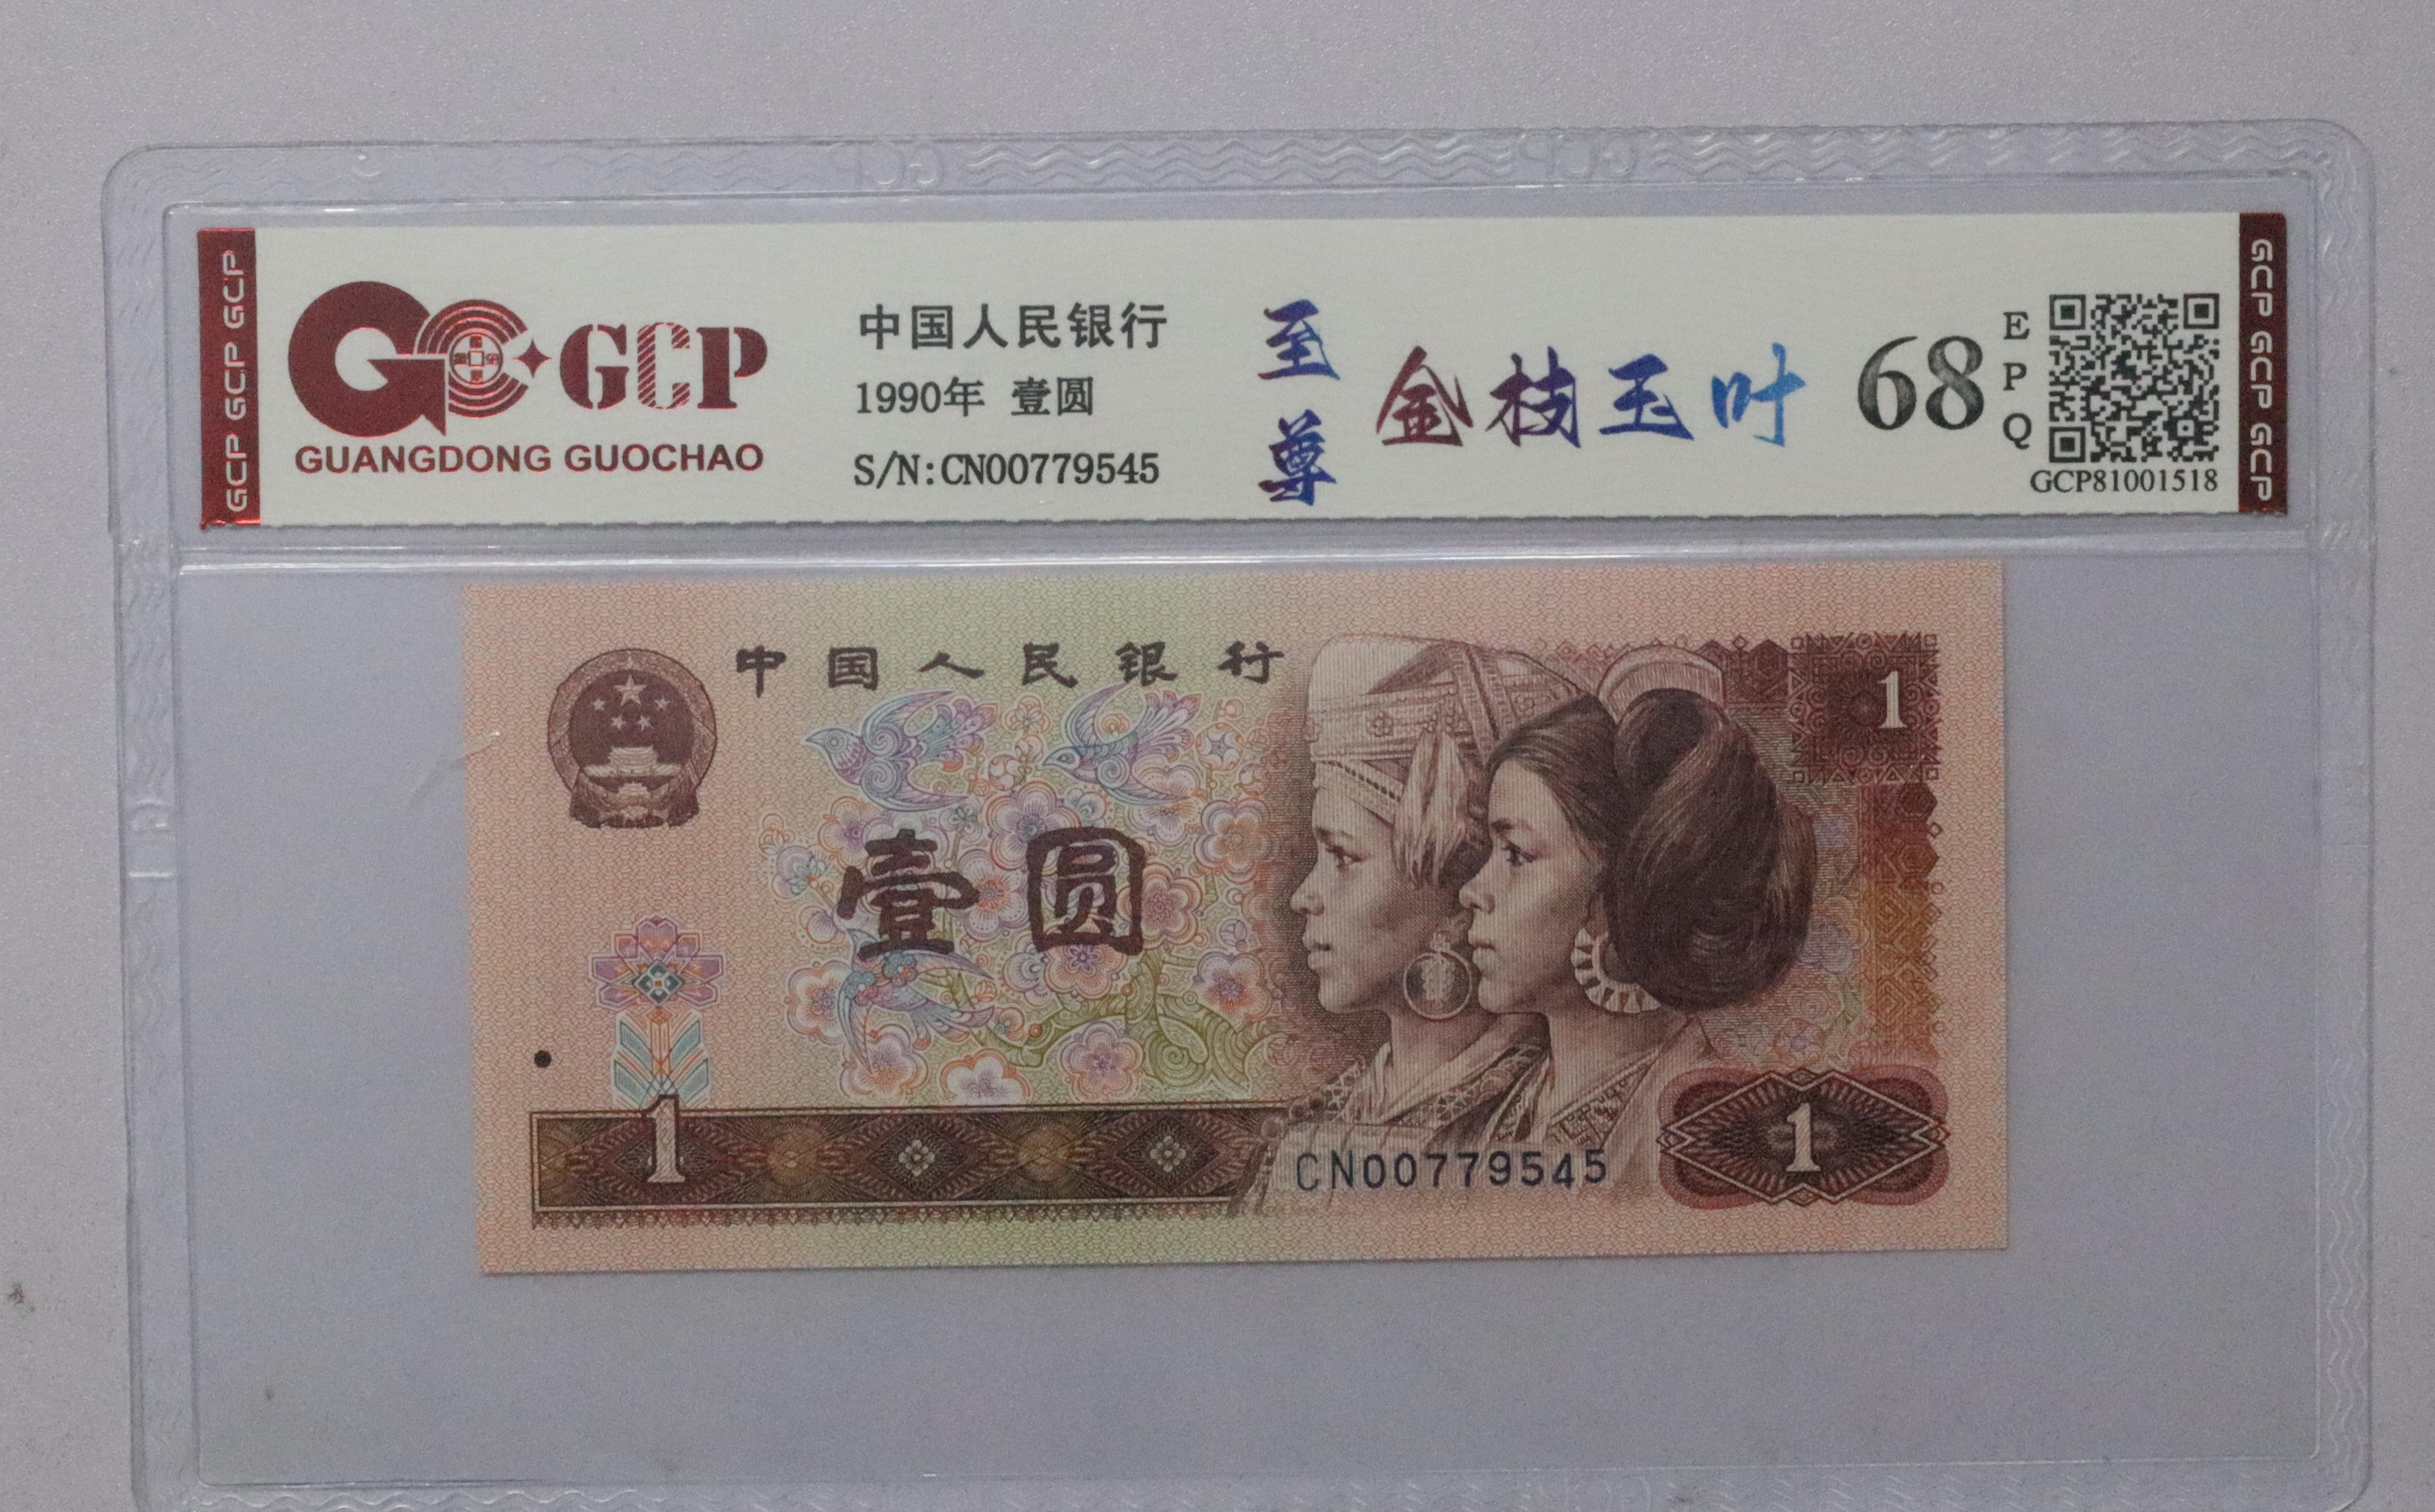 GCP GCP GCP
GCP
GUANGDONG GUOCHAO
中国人民银行
1990年 壹圆
S/N:CN00779545
至尊
金枝玉叶
68
EPQ
GCP81001518
GCP GCP GCP
中国人民银行
1
壹圆
1
CN00779545
1